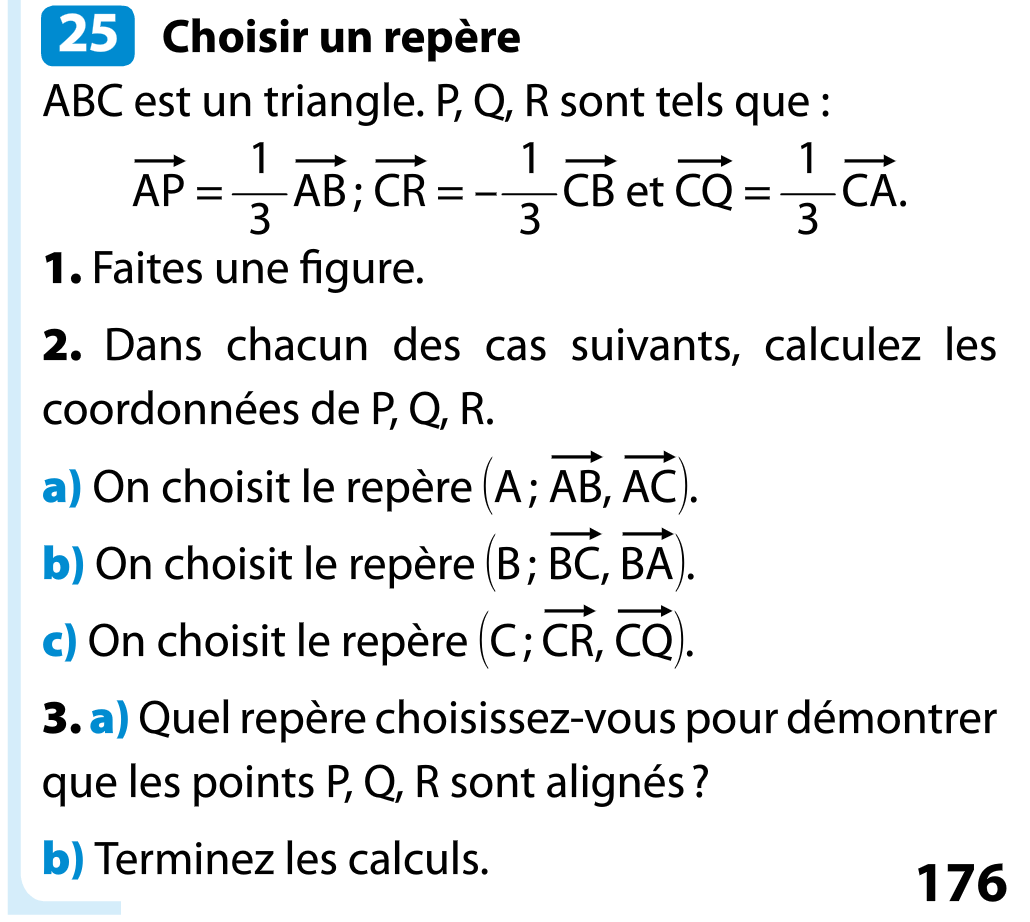 25 Choisir un repère
ABC est un triangle. P, Q, R sont tels que :
$\overrightarrow{AP} = \frac{1}{3}\overrightarrow{AB}$ ; $\overrightarrow{CR} = -\frac{1}{3}\overrightarrow{CB}$ et $\overrightarrow{CQ} = \frac{1}{3}\overrightarrow{CA}$.
1. Faites une figure.
2. Dans chacun des cas suivants, calculez les
coordonnées de P, Q, R.
a) On choisit le repère $(A ; \overrightarrow{AB}, \overrightarrow{AC})$.
b) On choisit le repère $(B ; \overrightarrow{BC}, \overrightarrow{BA})$.
c) On choisit le repère $(C ; \overrightarrow{CR}, \overrightarrow{CQ})$.
3. a) Quel repère choisissez-vous pour démontrer
que les points P, Q, R sont alignés ?
b) Terminez les calculs.
176